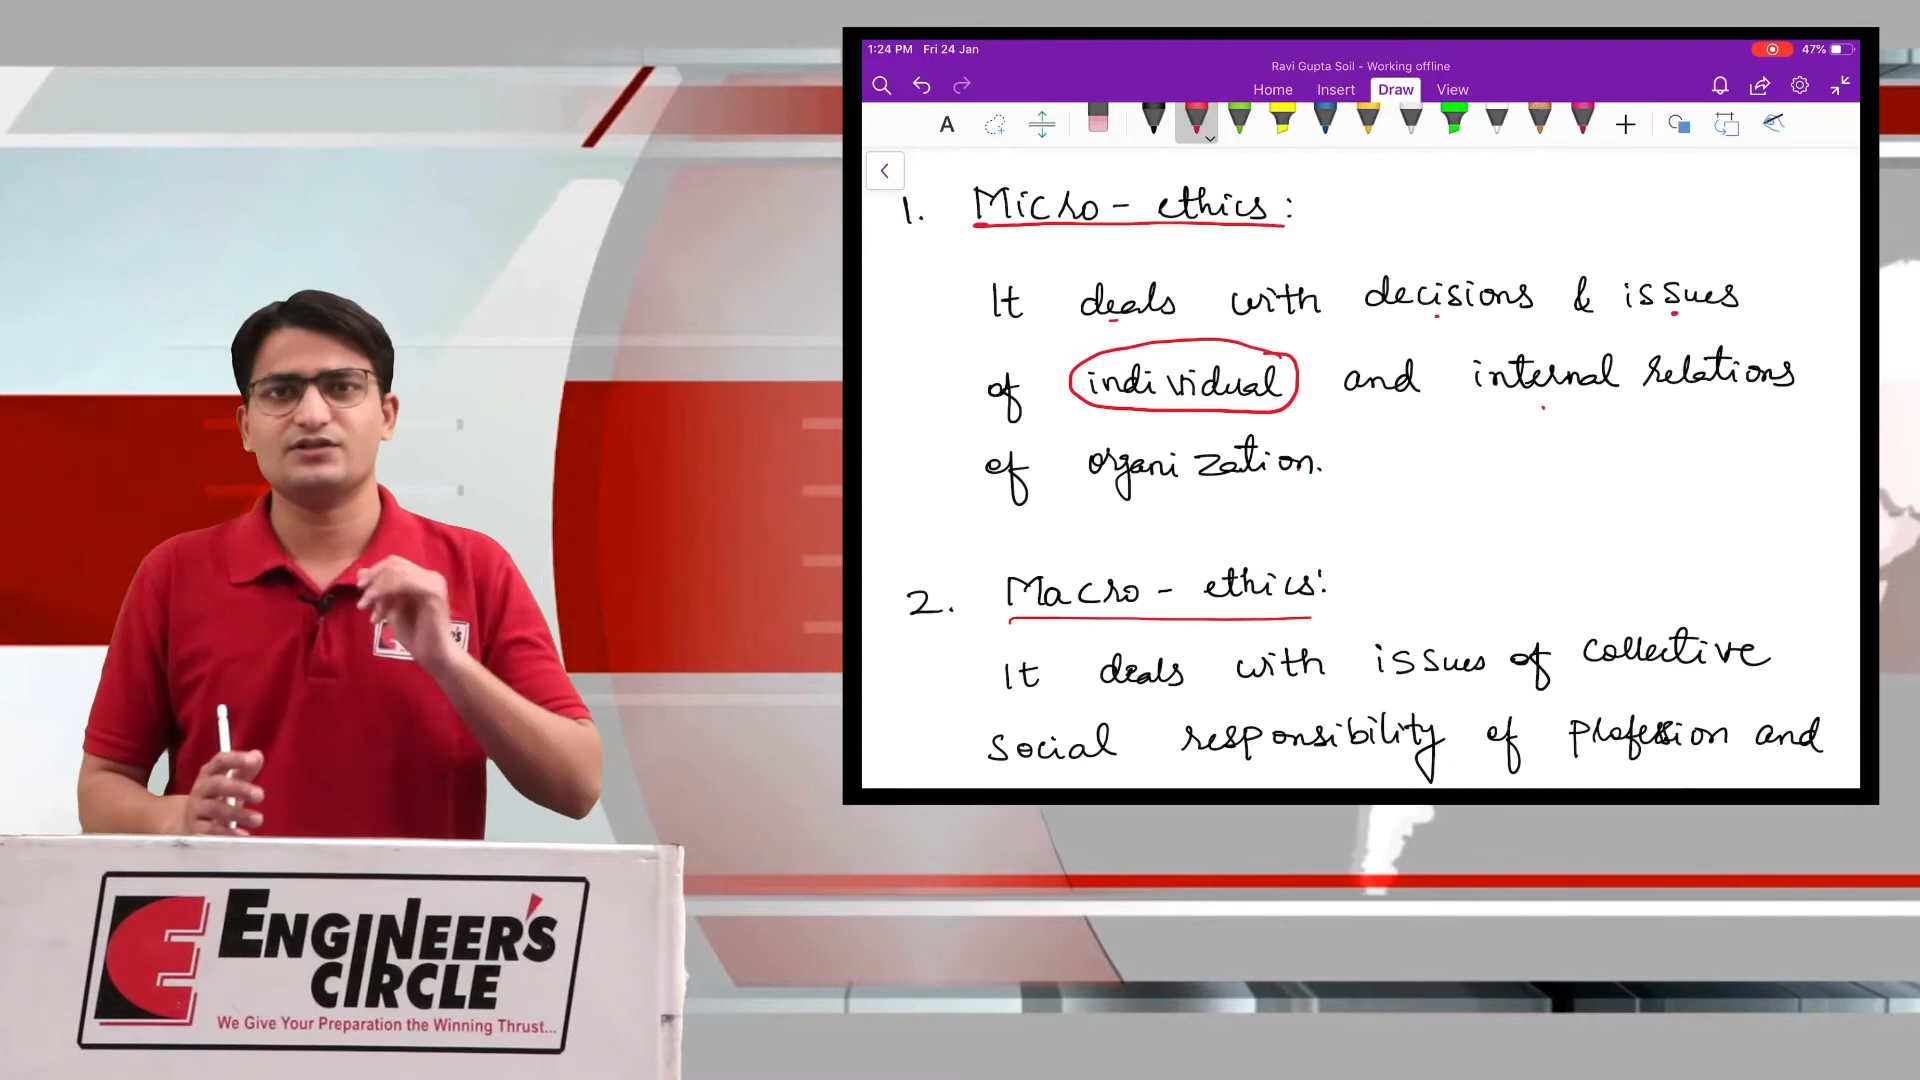 1:24 PM Fri 24 Jan
47%
Ravi Gupta Soil - Working offline
Home Insert Draw View
A
1. Micro - ethics:
It deals with decisions & issues
of individual and internal relations
of organization.
2. Macro - ethics:
It deals with issues of collective
social responsibility of profession and
ENGINEER'S
CIRCLE
We Give Your Preparation the Winning Thrust...